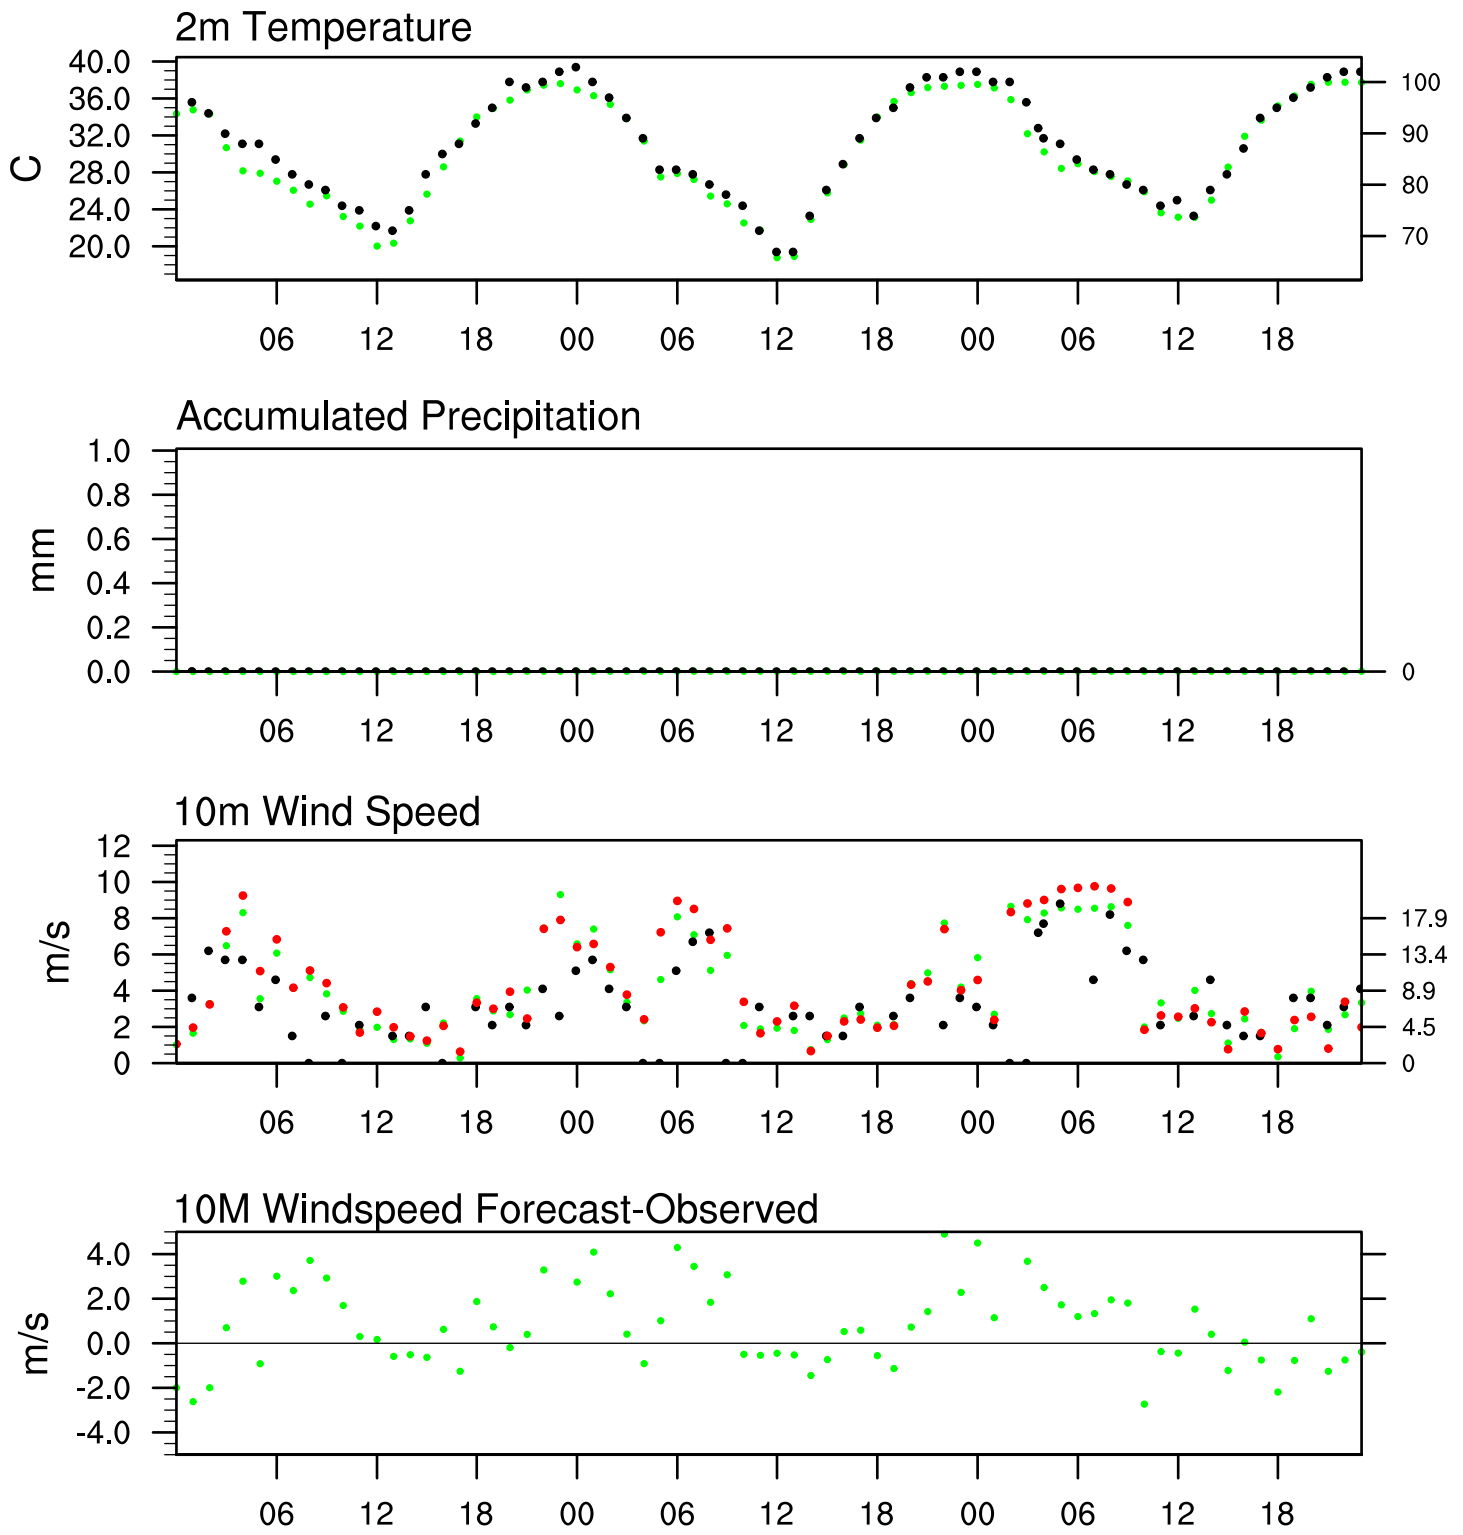 2m Temperature
40.0
36.0
32.0
28.0
24.0
20.0
C
100
90
80
70
06 12 18 00 06 12 18 00 06 12 18
Accumulated Precipitation
1.0
0.8
0.6
0.4
0.2
0.0
mm
0
06 12 18 00 06 12 18 00 06 12 18
10m Wind Speed
12
10
8
6
4
2
0
m/s
17.9
13.4
8.9
4.5
0
06 12 18 00 06 12 18 00 06 12 18
10M Windspeed Forecast-Observed
4.0
2.0
0.0
-2.0
-4.0
m/s
06 12 18 00 06 12 18 00 06 12 18